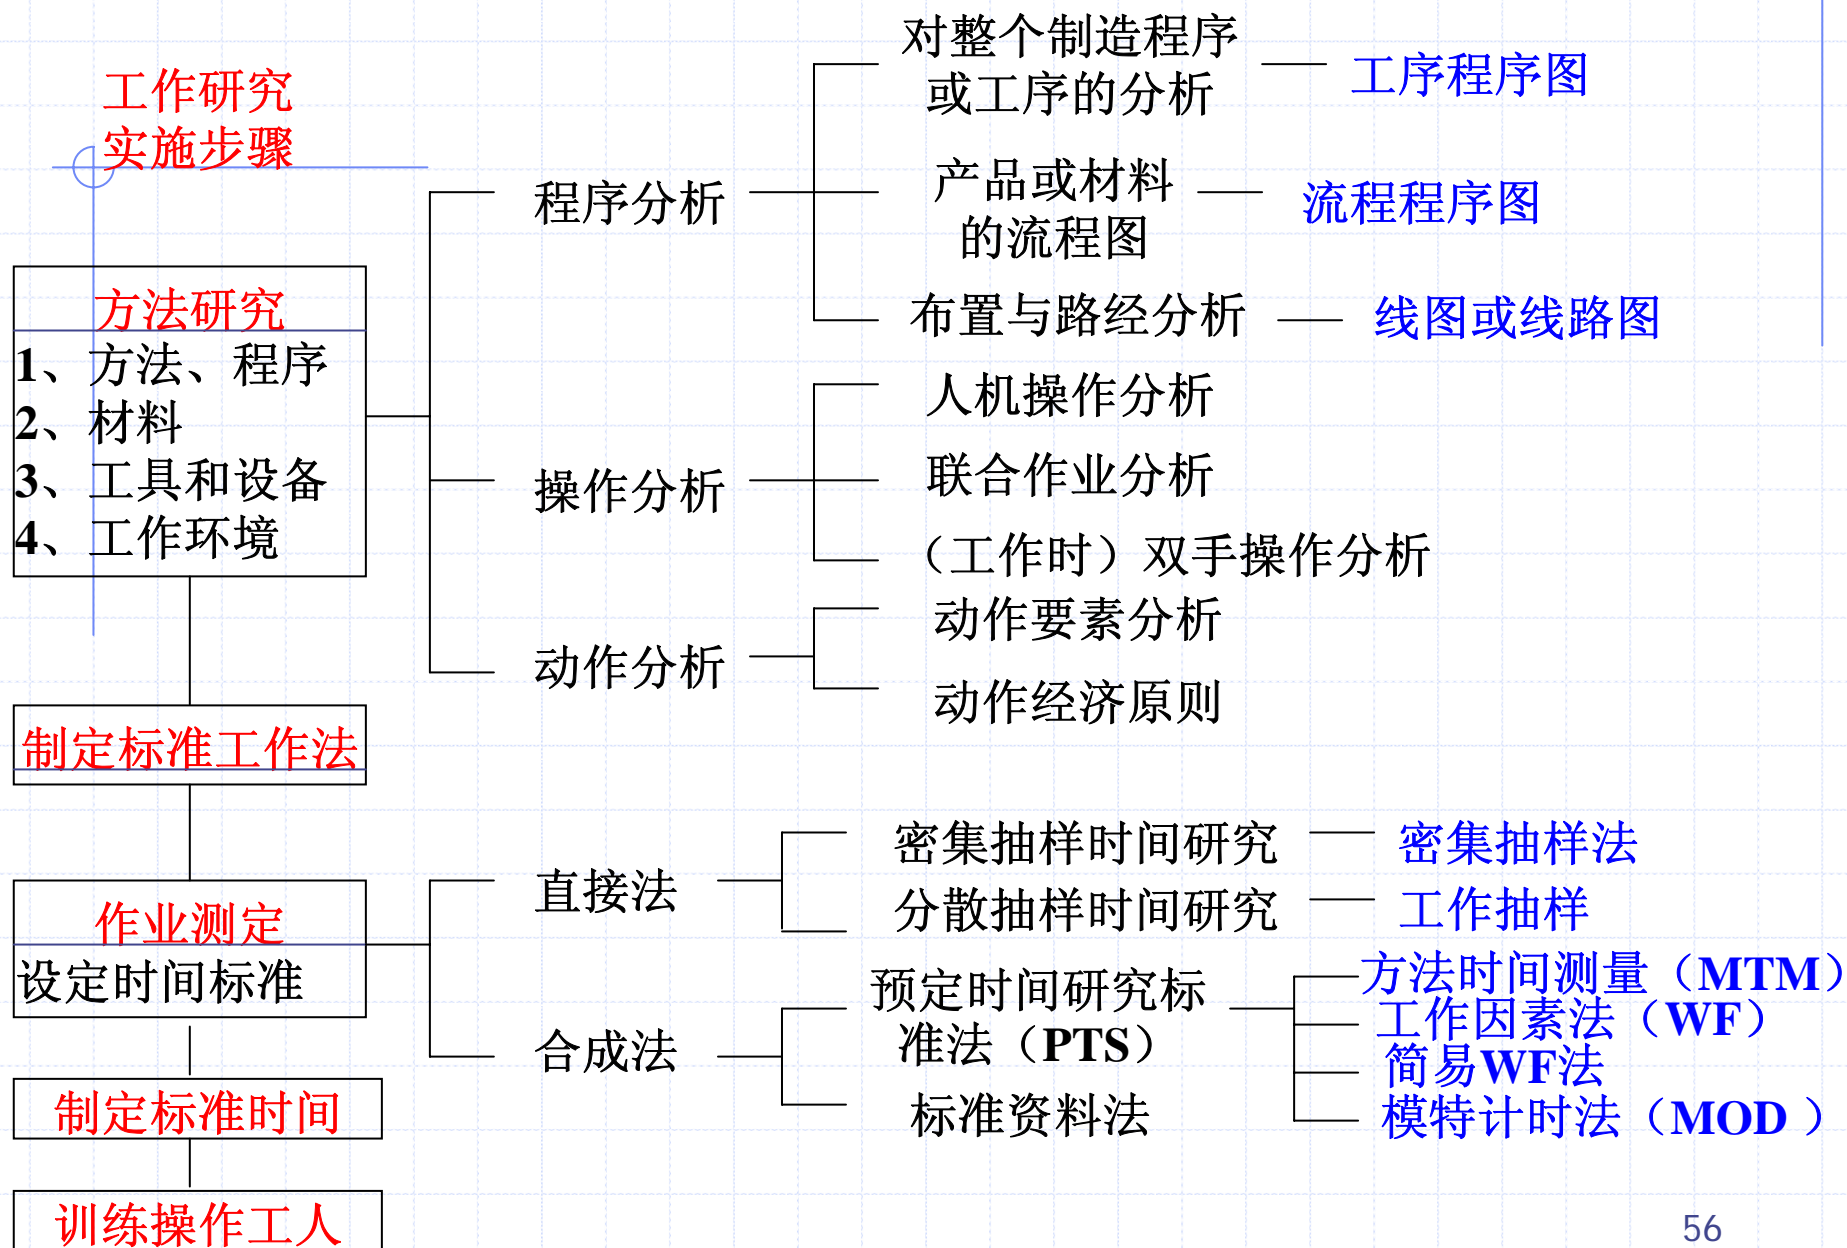 工作研究
实施步骤
方法研究
1、方法、程序
2、材料
3、工具和设备
4、工作环境
制定标准工作法
作业测定
设定时间标准
制定标准时间
训练操作工人
程序分析
对整个制造程序
或工序的分析
工序程序图
产品或材料
的流程图
流程程序图
布置与路经分析
线图或线路图
操作分析
人机操作分析
联合作业分析
（工作时）双手操作分析
动作分析
动作要素分析
动作经济原则
直接法
密集抽样时间研究
密集抽样法
分散抽样时间研究
工作抽样
合成法
预定时间研究标
准法（PTS）
方法时间测量（MTM）
工作因素法（WF）
简易WF法
模特计时法（MOD ）
标准资料法
56